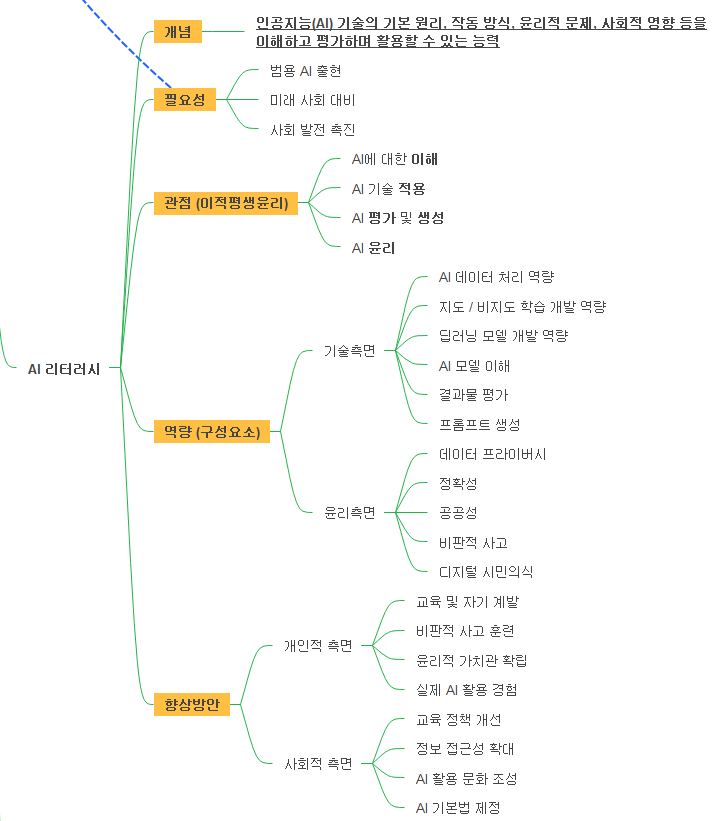 개념
인공지능(AI) 기술의 기본 원리, 작동 방식, 윤리적 문제, 사회적 영향 등을
이해하고 평가하며 활용할 수 있는 능력
필요성
범용 AI 출현
미래 사회 대비
사회 발전 촉진
관점 (이적평생윤리)
AI에 대한 이해
AI 기술 적용
AI 평가 및 생성
AI 윤리
AI 리터러시
역량 (구성요소)
기술측면
AI 데이터 처리 역량
지도 / 비지도 학습 개발 역량
딥러닝 모델 개발 역량
AI 모델 이해
결과물 평가
프롬프트 생성
윤리측면
데이터 프라이버시
정확성
공공성
비판적 사고
디지털 시민의식
향상방안
개인적 측면
교육 및 자기 계발
비판적 사고 훈련
윤리적 가치관 확립
실제 AI 활용 경험
사회적 측면
교육 정책 개선
정보 접근성 확대
AI 활용 문화 조성
AI 기본법 제정